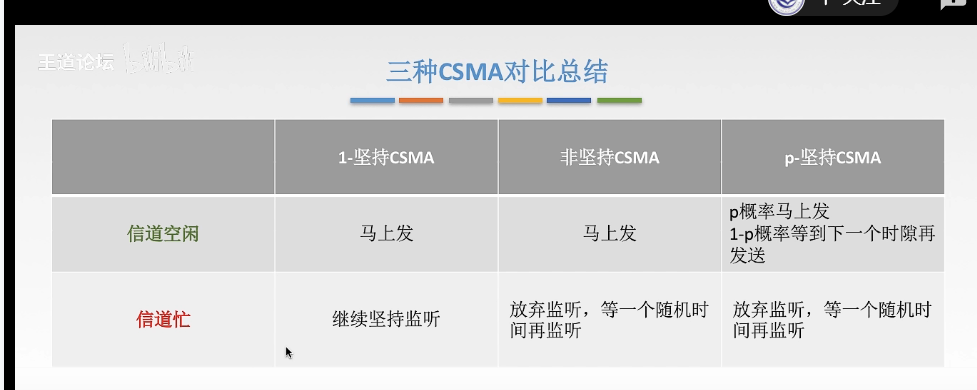 王道论坛
三种CSMA对比总结
1-坚持CSMA
非坚持CSMA
p-坚持CSMA
信道空闲
马上发
马上发
p概率马上发
1-p概率等到下一个时隙再
发送
信道忙
继续坚持监听
放弃监听，等一个随机时
间再监听
放弃监听，等一个随机时
间再监听